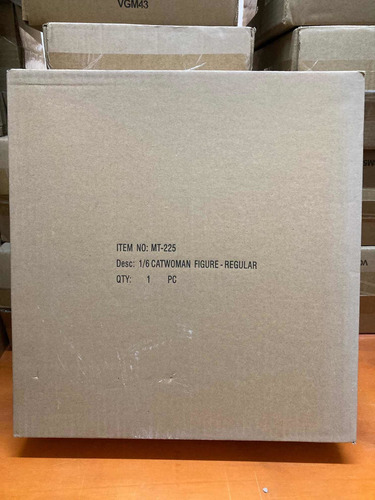 VGM43
ITEM NO: MT-225
Desc: 1/6 CATWOMAN FIGURE - REGULAR
QTY: 1 PC